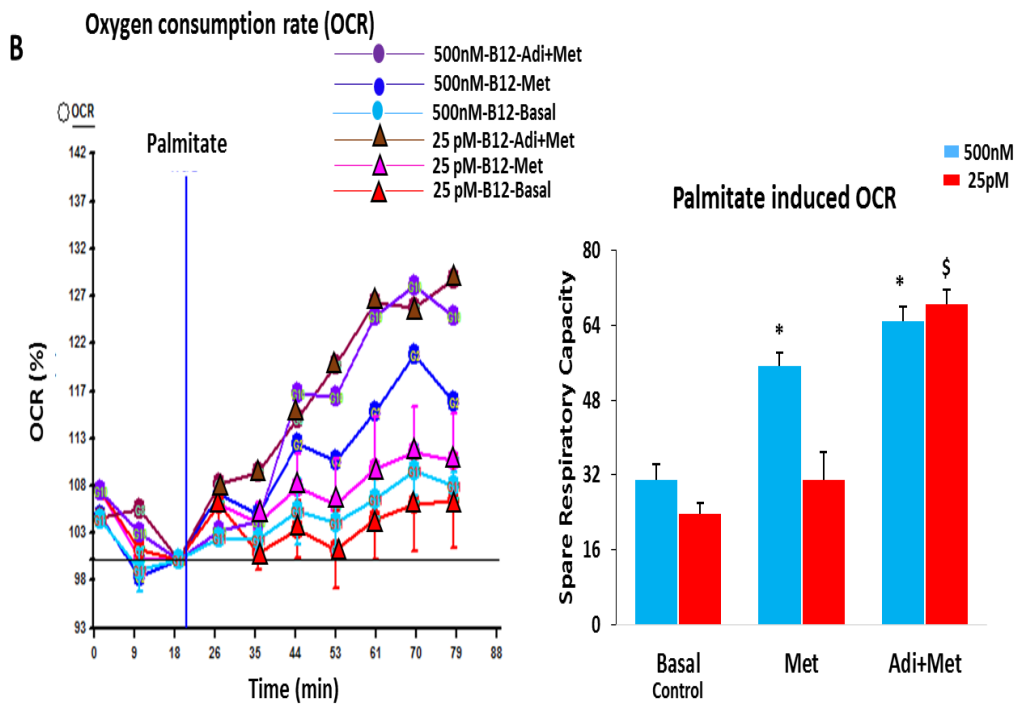 B
Oxygen consumption rate (OCR)
500nM-B12-Adi+Met
500nM-B12-Met
500nM-B12-Basal
25 pM-B12-Adi+Met
25 pM-B12-Met
25 pM-B12-Basal
OCR
Palmitate
142
137
132
127
122
117
113
108
103
98
93
OCR (%)
0 9 18 26 35 44 53 61 70 79 88
Time (min)
500nM
25pM
Palmitate induced OCR
80
64
48
32
16
0
Spare Respiratory Capacity
* * $
Basal Met Adi+Met
Control